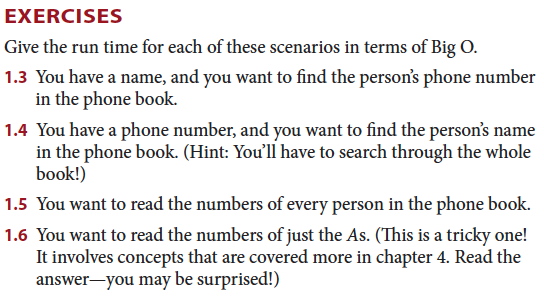 EXERCISES
Give the run time for each of these scenarios in terms of Big O.
1.3 You have a name, and you want to find the person’s phone number
in the phone book.
1.4 You have a phone number, and you want to find the person’s name
in the phone book. (Hint: You’ll have to search through the whole
book!)
1.5 You want to read the numbers of every person in the phone book.
1.6 You want to read the numbers of just the As. (This is a tricky one!
It involves concepts that are covered more in chapter 4. Read the
answer—you may be surprised!)